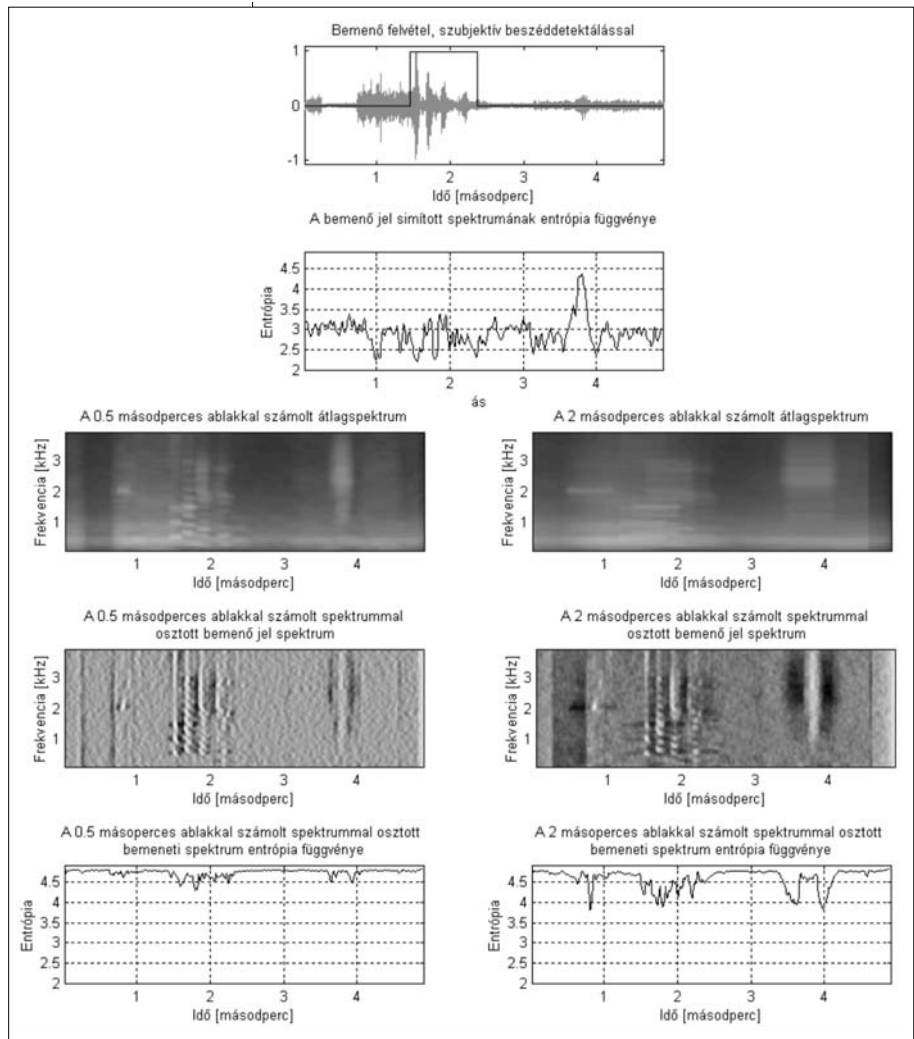 Bemenő felvétel, szubjektív beszéddetektálással
1
0
-1
1 2 3 4
Idő [másodperc]
A bemenő jel simított spektrumának entrópia függvénye
Entrópia
4.5
4
3.5
3
2.5
2
1 2 3 4
ás
A 0.5 másodperces ablakkal számolt átlagspektrum
Frekvencia [kHz]
3
2
1
1 2 3 4
Idő [másodperc]
A 2 másodperces ablakkal számolt átlagspektrum
Frekvencia [kHz]
3
2
1
1 2 3 4
Idő [másodperc]
A 0.5 másodperces ablakkal számolt spektrummal
osztott bemenő jel spektrum
Frekvencia [kHz]
3
2
1
1 2 3 4
Idő [másodperc]
A 2 másodperces ablakkal számolt spektrummal
osztott bemenő jel spektrum
Frekvencia [kHz]
3
2
1
1 2 3 4
Idő [másodperc]
A 0.5 másoperces ablakkal számolt spektrummal osztott
bemeneti spektrum entrópia függvénye
Entrópia
4.5
4
3.5
3
2.5
2
1 2 3 4
Idő [másodperc]
A 2 másoperces ablakkal számolt spektrummal osztott
bemeneti spektrum entrópia függvénye
Entrópia
4.5
4
3.5
3
2.5
2
1 2 3 4
Idő [másodperc]